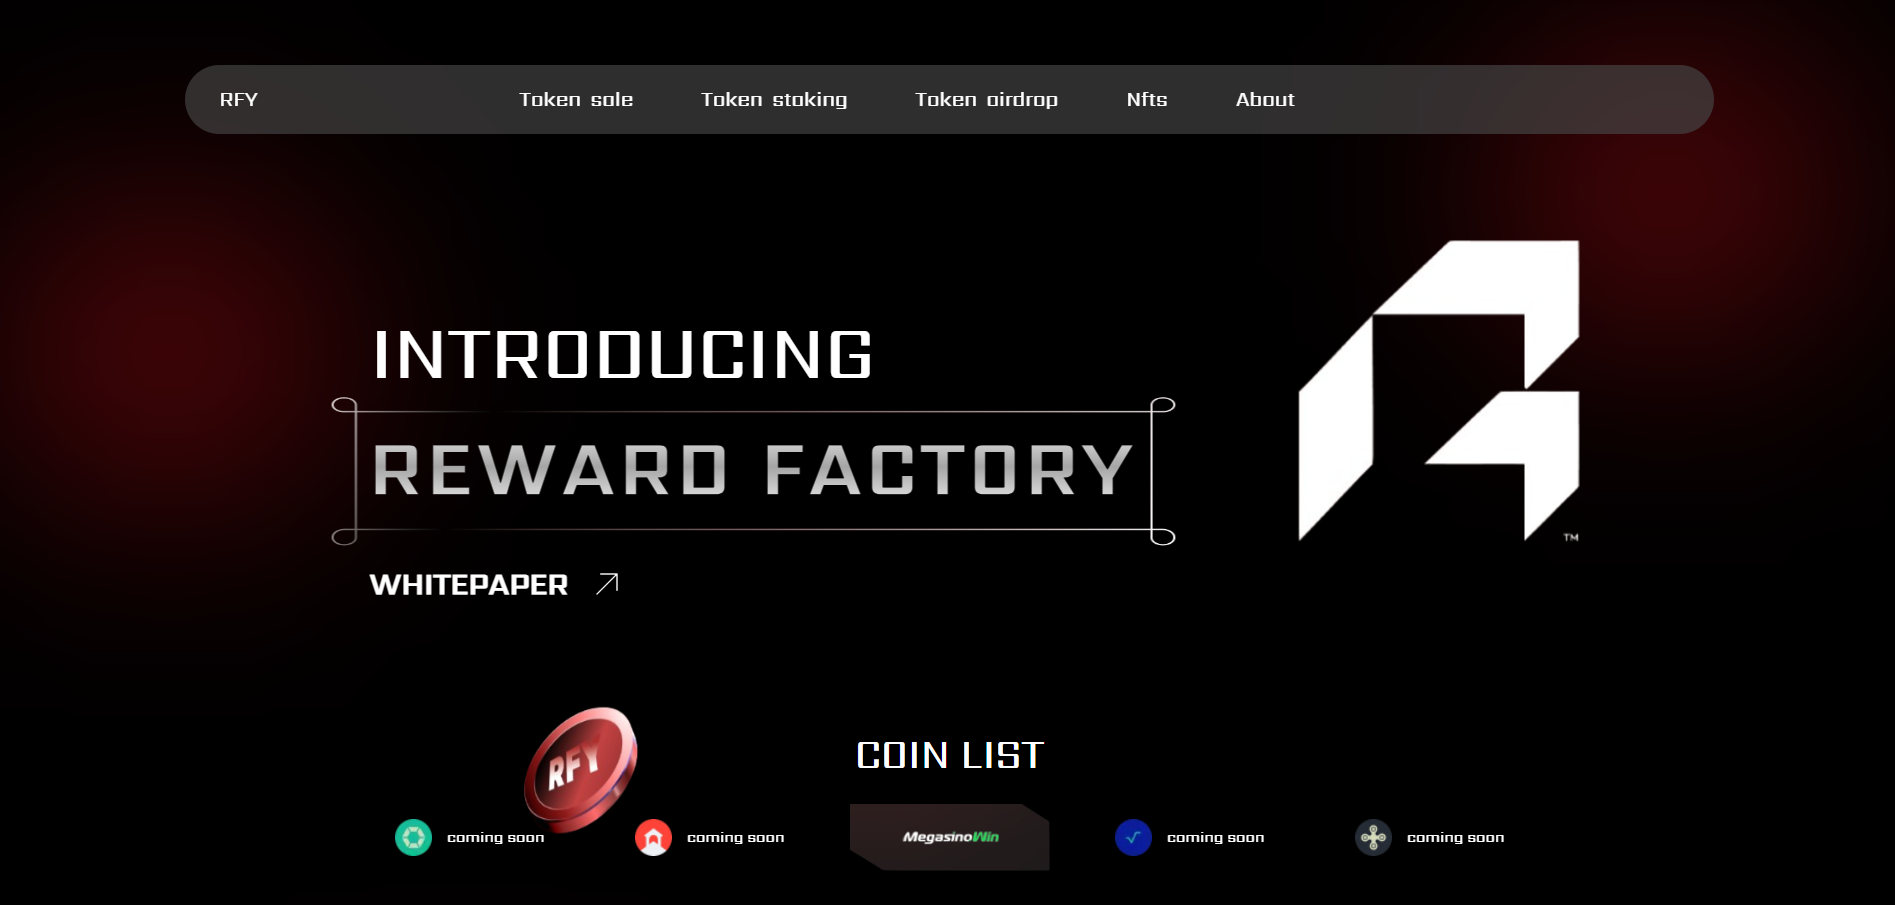 RFY
Token sale
Token staking
Token airdrop
Nfts
About
INTRODUCING
REWARD FACTORY
WHITEPAPER
TM
RFY
COIN LIST
coming soon
coming soon
MegasinoWin
coming soon
coming soon